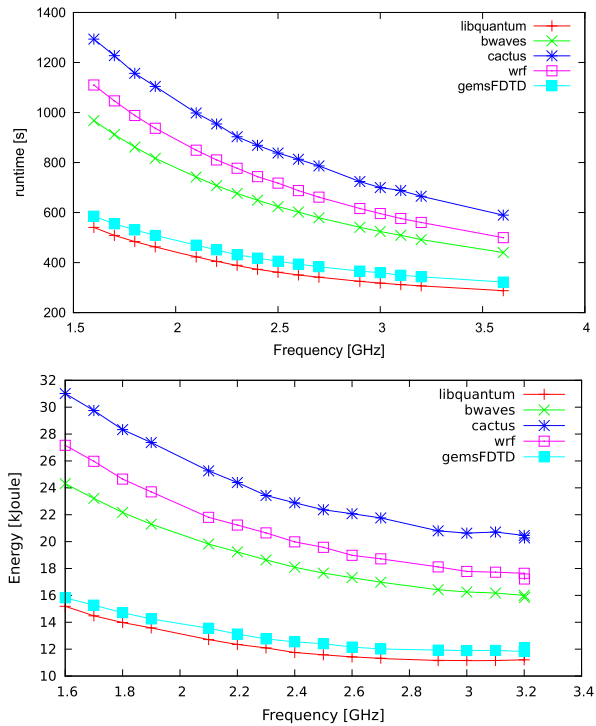 1400
1200
1000
800
600
400
200
runtime [s]
libquantum
bwaves
cactus
wrf
gemsFDTD
1.5 2 2.5 3 3.5 4
Frequency [GHz]
32
30
28
26
24
22
20
18
16
14
12
10
Energy [kJoule]
libquantum
bwaves
cactus
wrf
gemsFDTD
1.6 1.8 2 2.2 2.4 2.6 2.8 3 3.2 3.4
Frequency [GHz]